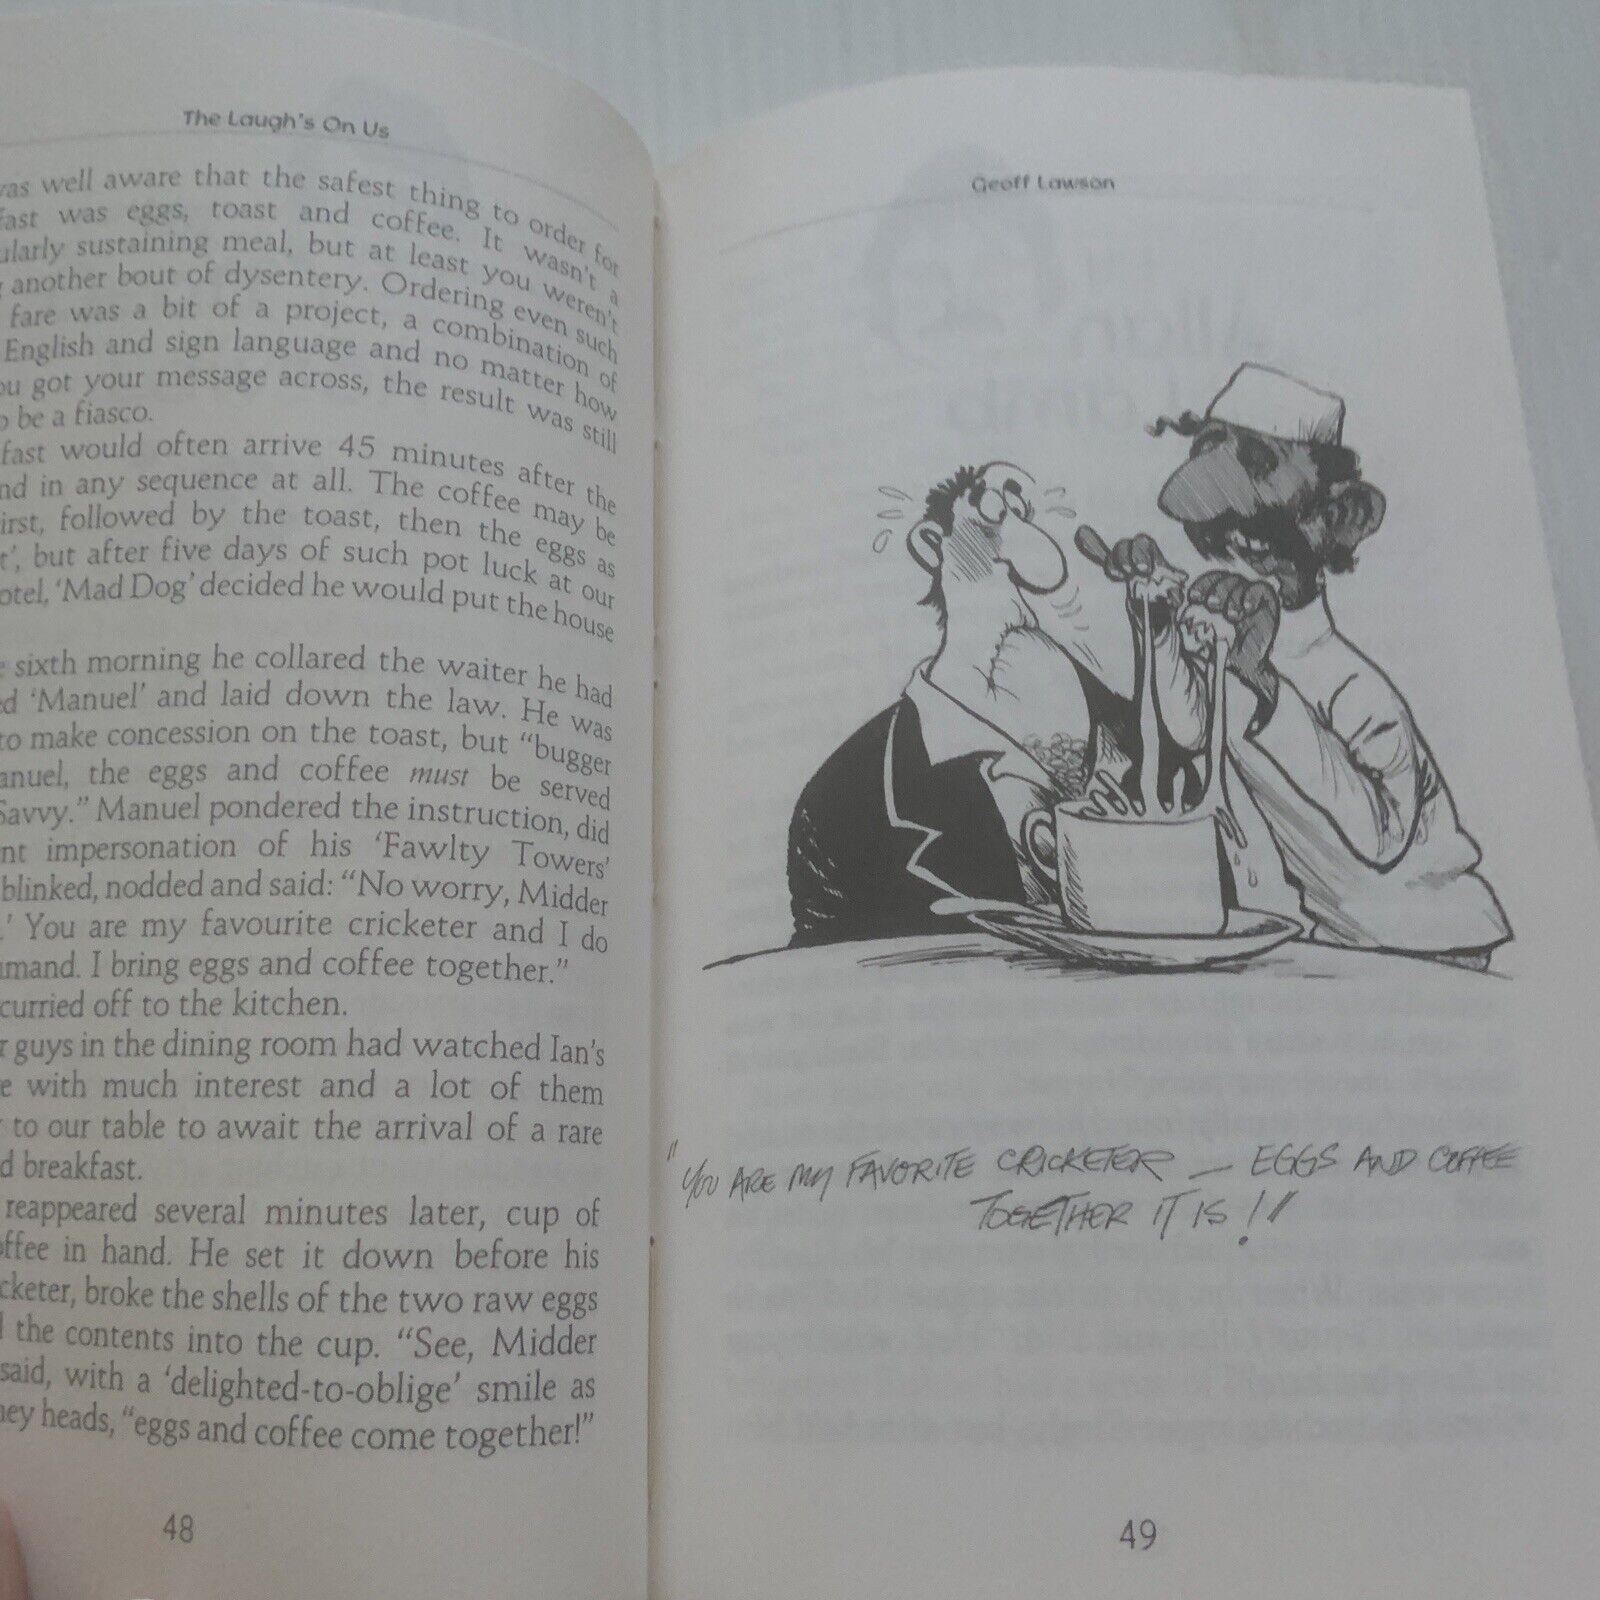 The Laugh's On Us
was well aware that the safest thing to order for
fast was eggs, toast and coffee. It wasn't a
ularly sustaining meal, but at least you weren't
another bout of dysentery. Ordering even such
fare was a bit of a project, a combination of
English and sign language and no matter how
ou got your message across, the result was still
o be a fiasco.
fast would often arrive 45 minutes after the
nd in any sequence at all. The coffee may be
irst, followed by the toast, then the eggs as
t', but after five days of such pot luck at our
otel, 'Mad Dog' decided he would put the house
e sixth morning he collared the waiter he had
ed 'Manuel' and laid down the law. He was
to make concession on the toast, but "bugger
anuel, the eggs and coffee must be served
Savvy." Manuel pondered the instruction, did
nt impersonation of his 'Fawlty Towers'
blinked, nodded and said: "No worry, Midder
.' You are my favourite cricketer and I do
mmand. I bring eggs and coffee together."
curried off to the kitchen.
r guys in the dining room had watched Ian's
e with much interest and a lot of them
to our table to await the arrival of a rare
d breakfast.
reappeared several minutes later, cup of
offee in hand. He set it down before his
cketer, broke the shells of the two raw eggs
d the contents into the cup. "See, Midder
said, with a 'delighted-to-oblige' smile as
ney heads, "eggs and coffee come together!"
48
Geoff Lawson
"YOU ARE MY FAVORITE CRICKETER — EGGS AND COFFEE
TOGETHER IT IS!"
49